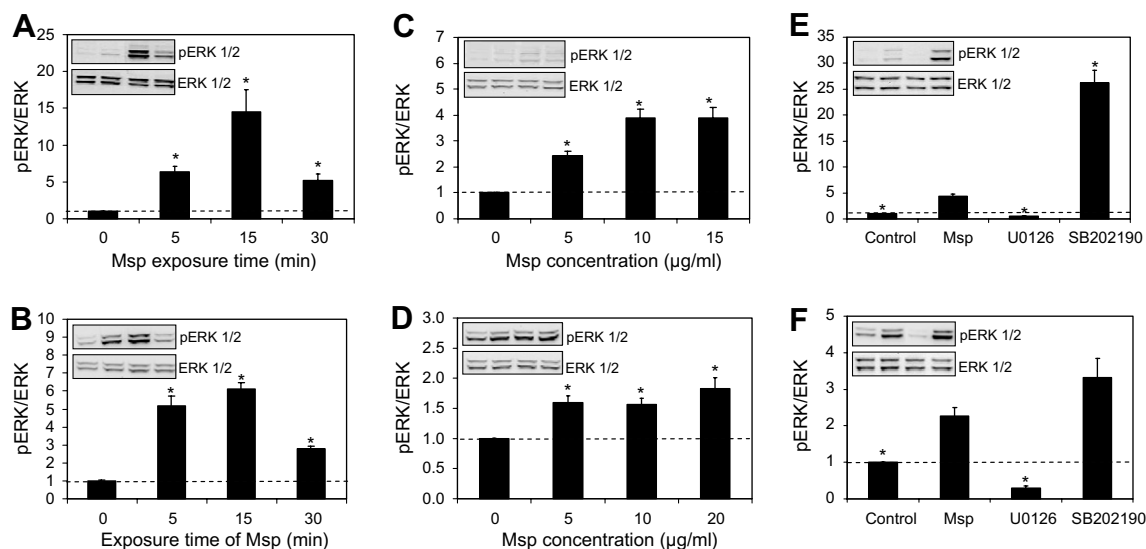 A
pERK/ERK
25
20
15
10
5
0
pERK 1/2
ERK 1/2
*
*
*
0 5 15 30
Msp exposure time (min)
C
pERK/ERK
7
6
5
4
3
2
1
0
pERK 1/2
ERK 1/2
*
*
*
0 5 10 15
Msp concentration (µg/ml)
E
pERK/ERK
35
30
25
20
15
10
5
0
pERK 1/2
ERK 1/2
*
*
*
Control Msp U0126 SB202190
B
pERK/ERK
10
9
8
7
6
5
4
3
2
1
0
pERK 1/2
ERK 1/2
*
*
*
0 5 15 30
Exposure time of Msp (min)
D
pERK/ERK
3.0
2.5
2.0
1.5
1.0
0.5
0.0
pERK 1/2
ERK 1/2
*
*
*
0 5 10 20
Msp concentration (µg/ml)
F
pERK/ERK
5
4
3
2
1
0
pERK 1/2
ERK 1/2
*
*
Control Msp U0126 SB202190